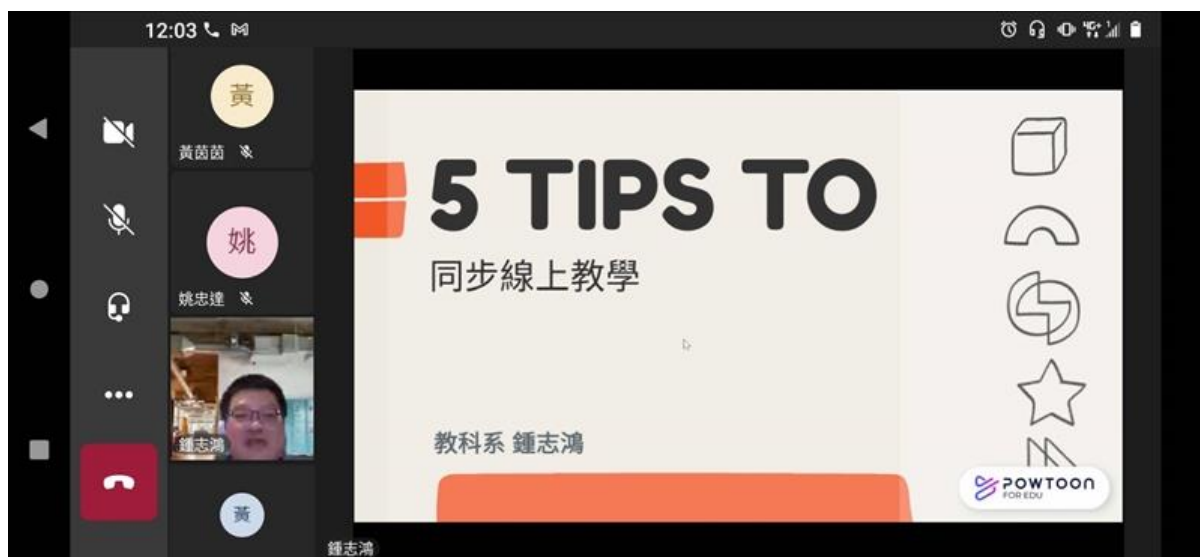 12:03
4G+
黃
黃茵茵
姚
姚忠達
鍾志鴻
黃
5 TIPS TO
同步線上教學
教科系 鍾志鴻
POWTOON
FOR EDU
鍾志鴻